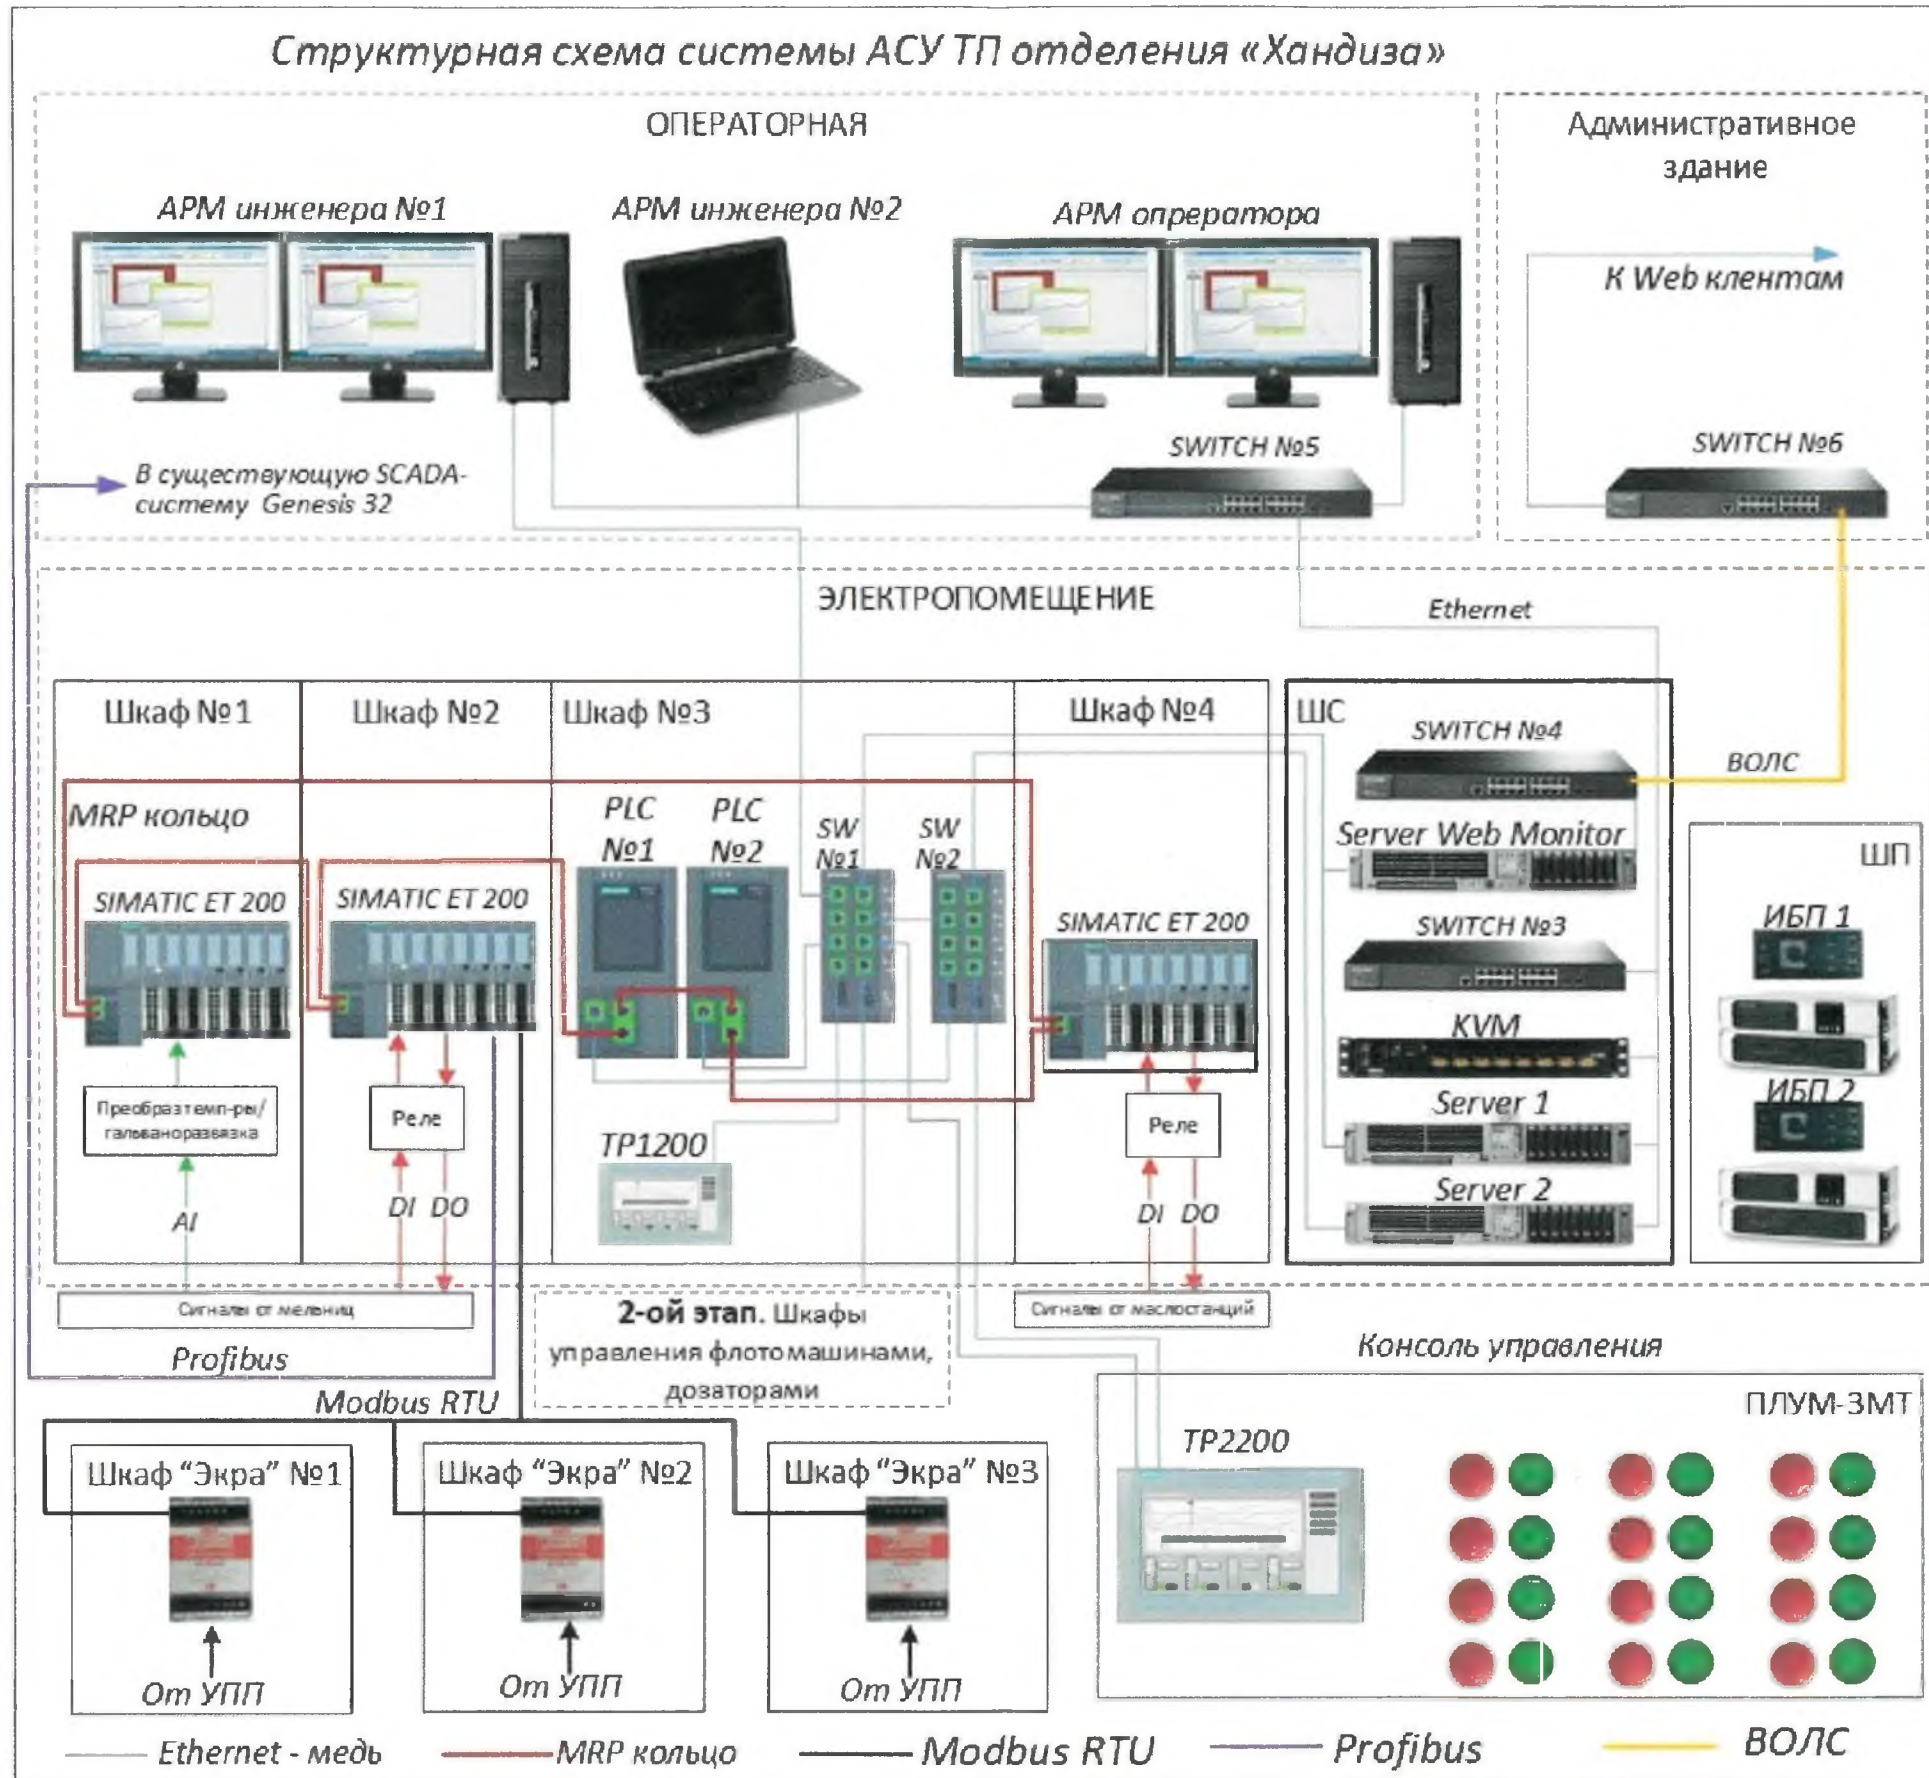 Структурная схема системы АСУ ТП отделения «Хандиза»
ОПЕРАТОРНАЯ
Административное
здание
АРМ инженера №1
АРМ инженера №2
АРМ опрератора
К Web клентам
SWITCH №5
SWITCH №6
В существующую SCADA-
систему Genesis 32
ЭЛЕКТРОПОМЕЩЕНИЕ
Ethernet
Шкаф №1
Шкаф №2
Шкаф №3
Шкаф №4
ШС
SWITCH №4
ВОЛС
MRP кольцо
PLC
№1
PLC
№2
SW
№1
SW
№2
Server Web Monitor
ШП
SIMATIC ET 200
SIMATIC ET 200
SIMATIC ET 200
SWITCH №3
ИБП 1
KVM
ИБП 2
Преобраз темп-ры/
гальваноразвязка
Реле
Реле
TP1200
Server 1
Server 2
AI
DI DO
DI DO
Сигналы от мельниц
2-ой этап. Шкафы
управления флотомашинами,
дозаторами
Сигналы от маслостанций
Profibus
Консоль управления
Modbus RTU
ПЛУМ-ЗМТ
TP2200
Шкаф "Экра" №1
Шкаф "Экра" №2
Шкаф "Экра" №3
От УПП
От УПП
От УПП
Ethernet - медь
MRP кольцо
Modbus RTU
Profibus
ВОЛС